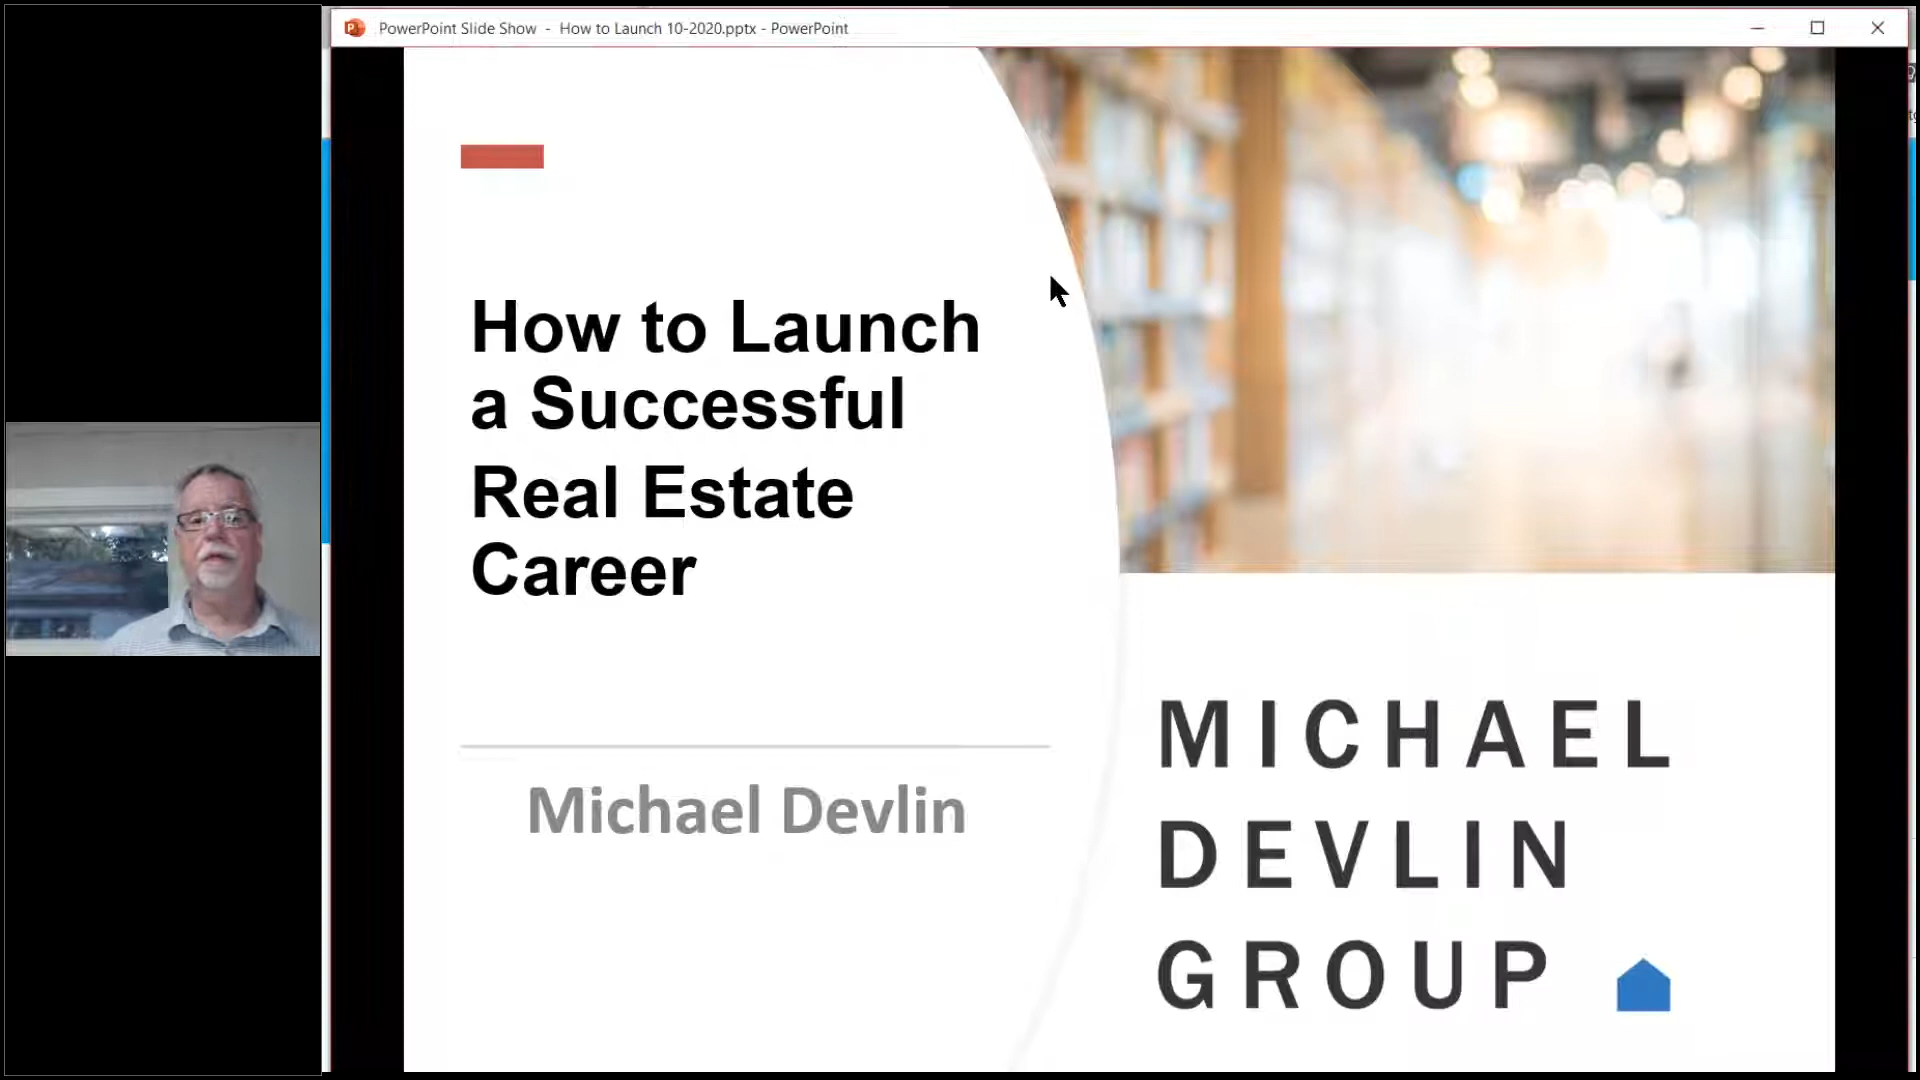 PowerPoint Slide Show - How to Launch 10-2020.pptx - PowerPoint
How to Launch
a Successful
Real Estate
Career
Michael Devlin
MICHAEL
DEVLIN
GROUP